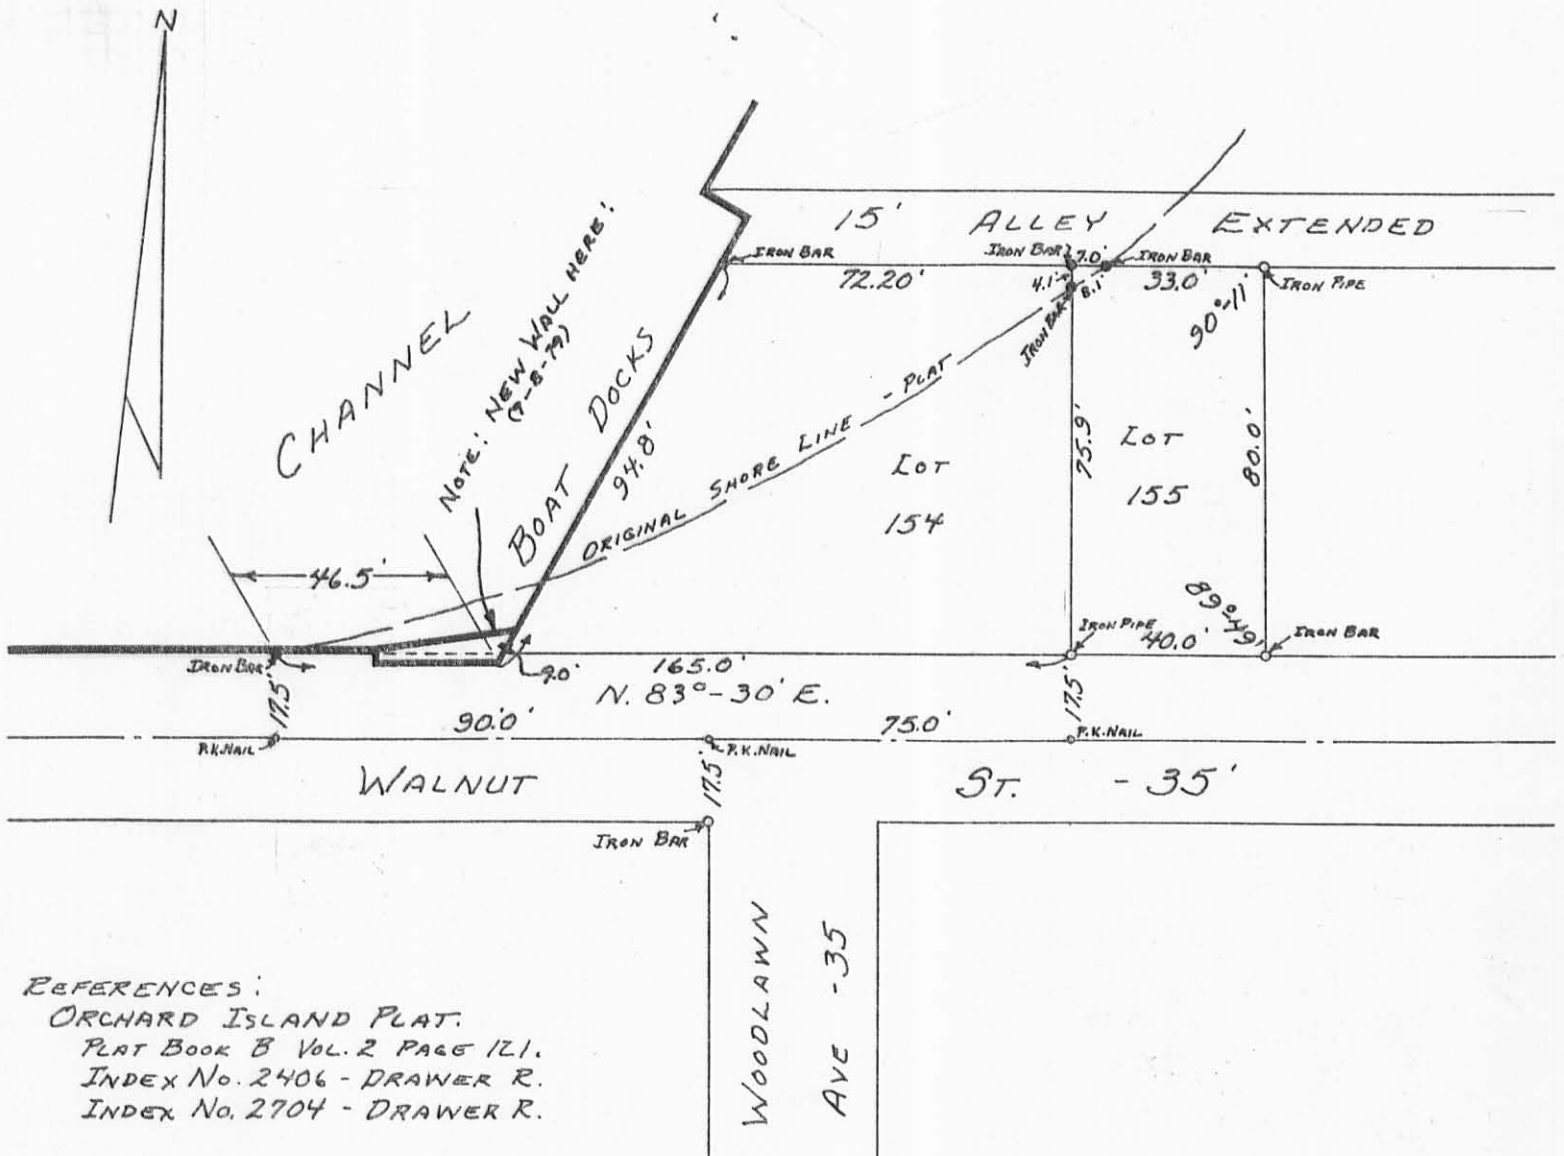 N
15' ALLEY EXTENDED
IRON BAR
IRON BAR
7.0'
IRON BAR
72.20'
4.1'
8.1'
33.0'
IRON PIPE
IRON BAR
90°-11'
CHANNEL
NOTE: NEW WALL HERE!
(7-8-79)
BOAT DOCKS
94.8'
ORIGINAL SHORE LINE - PLAT
LOT
154
75.9'
LOT
155
80.0'
89°-49'
46.5'
IRON BAR
9.0'
165.0'
N. 83°-30' E.
IRON PIPE
40.0'
IRON BAR
17.5'
90.0'
75.0'
17.5'
P.K. NAIL
P.K. NAIL
P.K. NAIL
WALNUT ST. - 35'
17.5'
IRON BAR
WOODLAWN
AVE - 35
REFERENCES:
ORCHARD ISLAND PLAT.
PLAT BOOK B VOL. 2 PAGE 121.
INDEX No. 2406 - DRAWER R.
INDEX No. 2704 - DRAWER R.